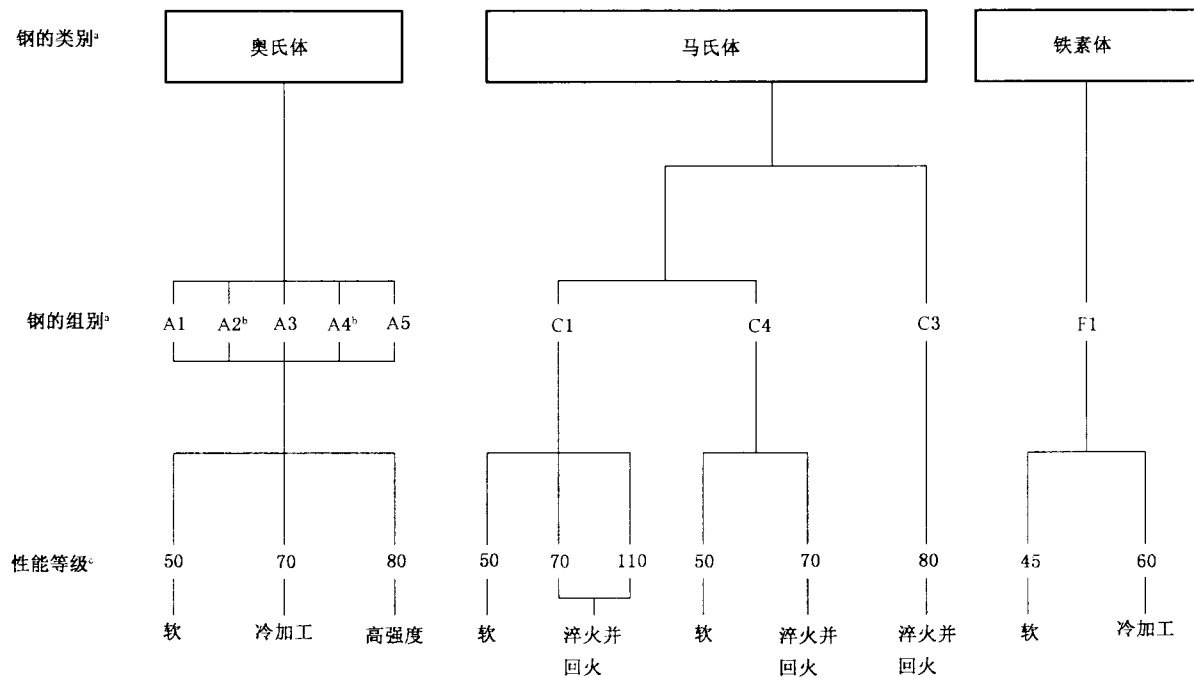 钢的类别ᵃ 奥氏体 马氏体 铁素体
钢的组别ᵃ A1 A2ᵇ A3 A4ᵇ A5 C1 C4 C3 F1
性能等级ᶜ 50 70 80 50 70 110 50 70 80 45 60
软 冷加工 高强度 软 淬火并 软 淬火并 淬火并 软 冷加工
回火 回火 回火